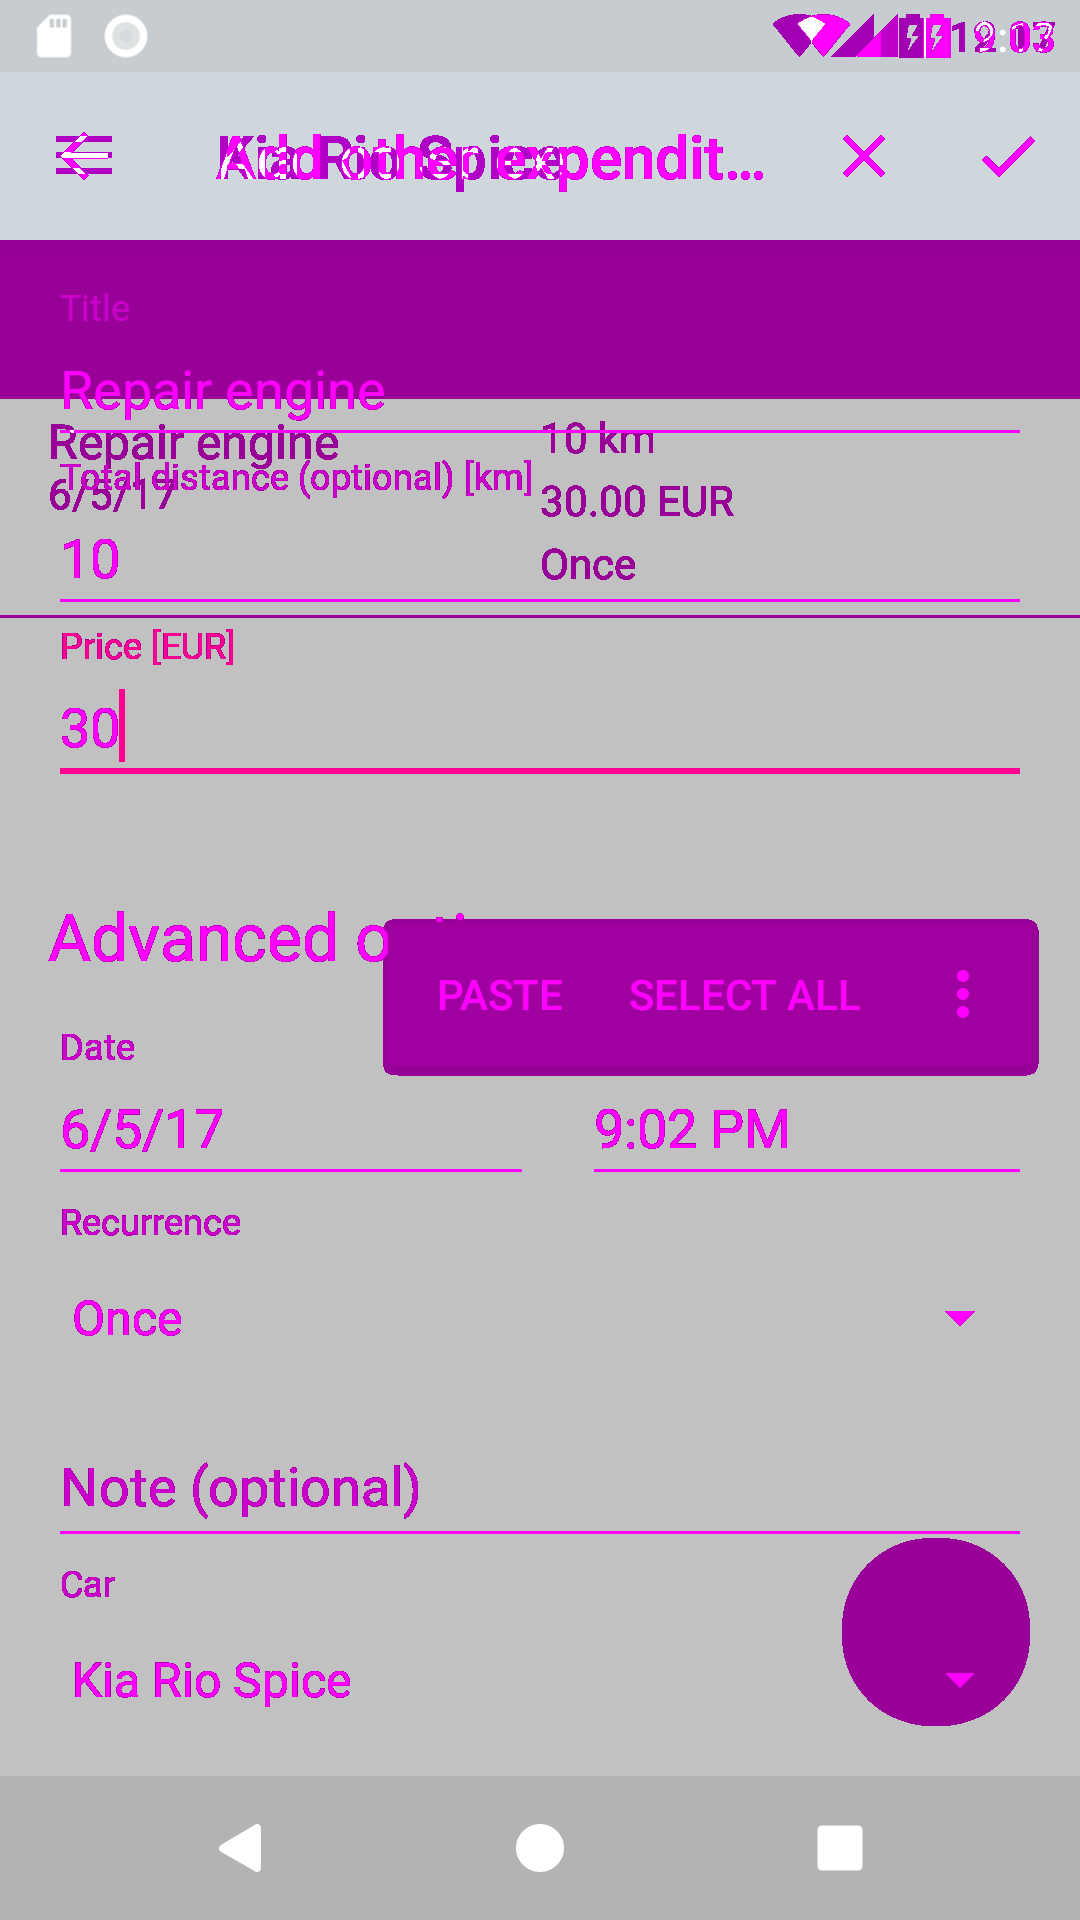 Kia Rio Spice
Add other expendit...
Title
Repair engine
Repair engine
10 km
Total distance (optional) [km]
6/5/17
30.00 EUR
10
Once
Price [EUR]
30
Advanced
PASTE
SELECT ALL
Date
6/5/17
9:02 PM
Recurrence
Once
Note (optional)
Car
Kia Rio Spice